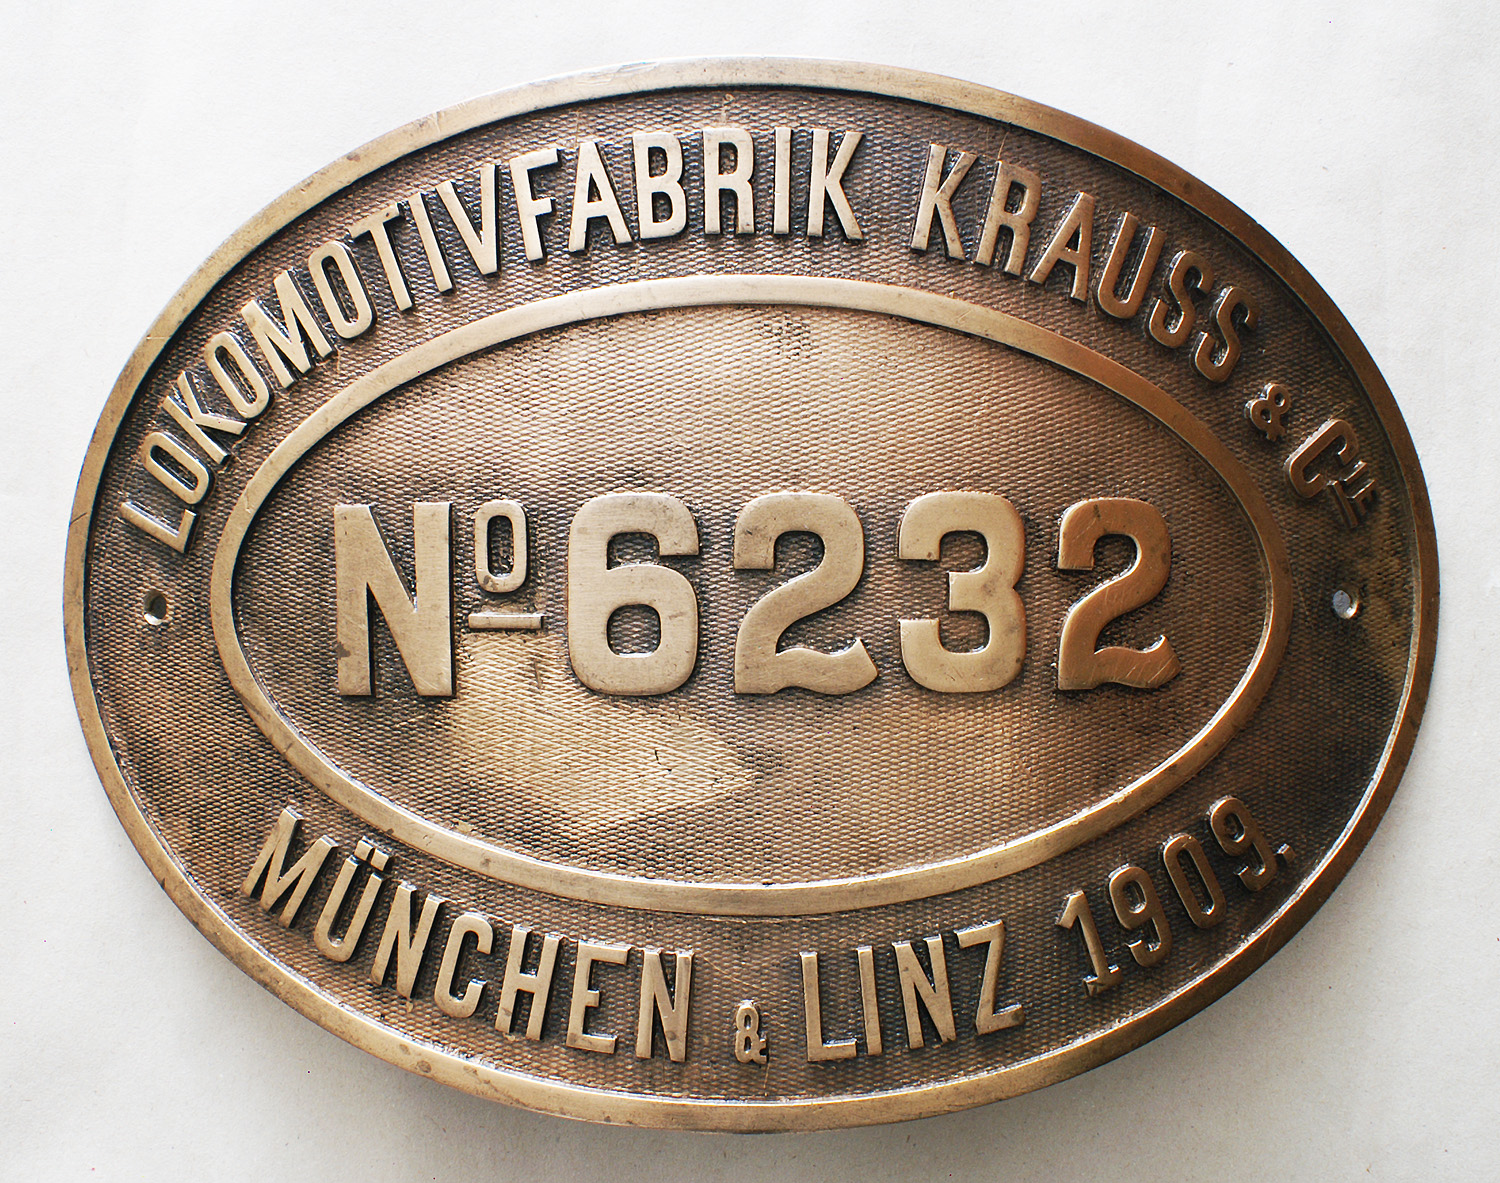 LOKOMOTIVFABRIK KRAUSS & Cie
No 6232
MÜNCHEN & LINZ 1909.